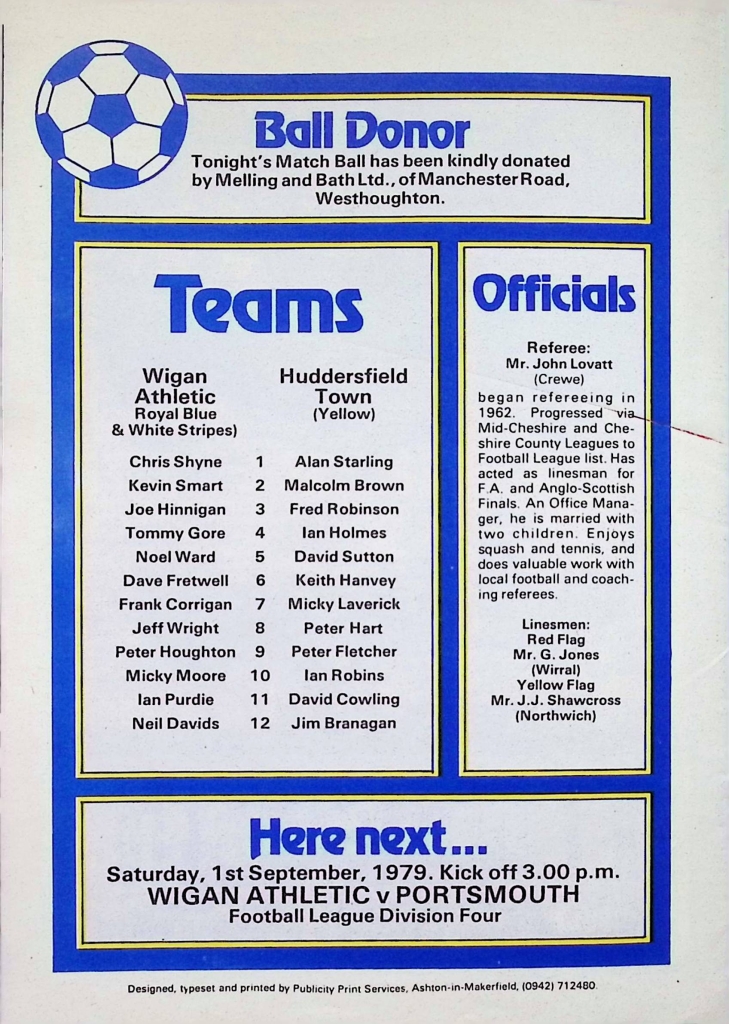 Ball Donor
Tonight's Match Ball has been kindly donated
by Melling and Bath Ltd., of Manchester Road,
Westhoughton.
Teams
Wigan
Athletic
Royal Blue
& White Stripes)
Huddersfield
Town
(Yellow)
Chris Shyne 1 Alan Starling
Kevin Smart 2 Malcolm Brown
Joe Hinnigan 3 Fred Robinson
Tommy Gore 4 Ian Holmes
Noel Ward 5 David Sutton
Dave Fretwell 6 Keith Hanvey
Frank Corrigan 7 Micky Laverick
Jeff Wright 8 Peter Hart
Peter Houghton 9 Peter Fletcher
Micky Moore 10 Ian Robins
Ian Purdie 11 David Cowling
Neil Davids 12 Jim Branagan
Officials
Referee:
Mr. John Lovatt
(Crewe)
began refereeing in
1962. Progressed via
Mid-Cheshire and Che-
shire County Leagues to
Football League list. Has
acted as linesman for
F.A. and Anglo-Scottish
Finals. An Office Mana-
ger, he is married with
two children. Enjoys
squash and tennis, and
does valuable work with
local football and coach-
ing referees.
Linesmen:
Red Flag
Mr. G. Jones
(Wirral)
Yellow Flag
Mr. J.J. Shawcross
(Northwich)
Here next...
Saturday, 1st September, 1979. Kick off 3.00 p.m.
WIGAN ATHLETIC v PORTSMOUTH
Football League Division Four
Designed, typeset and printed by Publicity Print Services, Ashton-in-Makerfield, (0942) 712480.